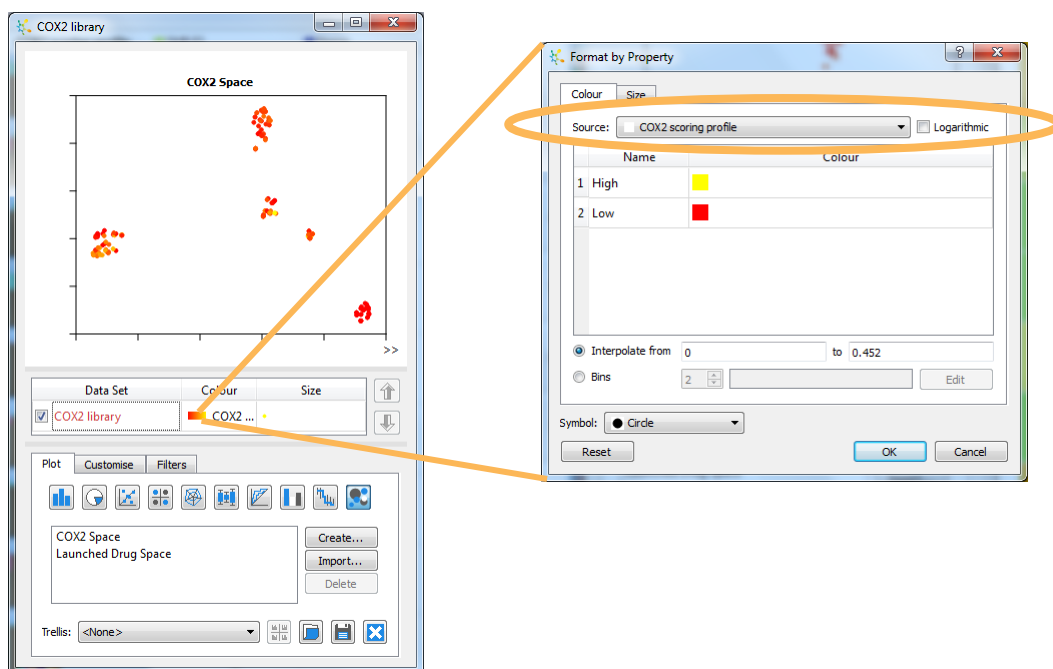 COX2 library
COX2 Space
>>
Data Set Colour Size
COX2 library COX2 ...
Plot Customise Filters
COX2 Space
Launched Drug Space
Create...
Import...
Delete
Trellis: <None>
Format by Property
Colour Size
Source: COX2 scoring profile Logarithmic
Name Colour
1 High
2 Low
Interpolate from 0 to 0.452
Bins 2 Edit
Symbol: Circle
Reset OK Cancel